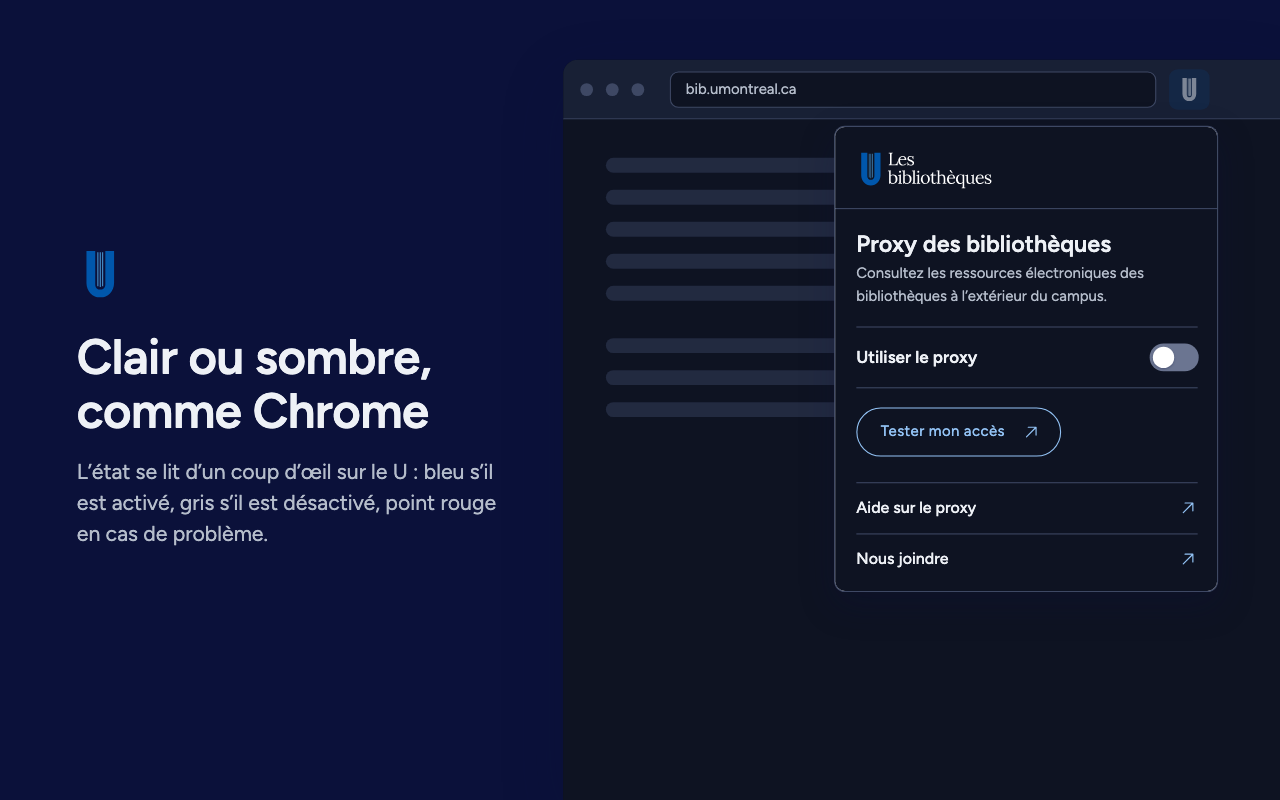 Clair ou sombre,
comme Chrome
L’état se lit d’un coup d’œil sur le U : bleu s’il
est activé, gris s’il est désactivé, point rouge
en cas de problème.
bib.umontreal.ca
Les
bibliothèques
Proxy des bibliothèques
Consultez les ressources électroniques des
bibliothèques à l’extérieur du campus.
Utiliser le proxy
Tester mon accès
Aide sur le proxy
Nous joindre